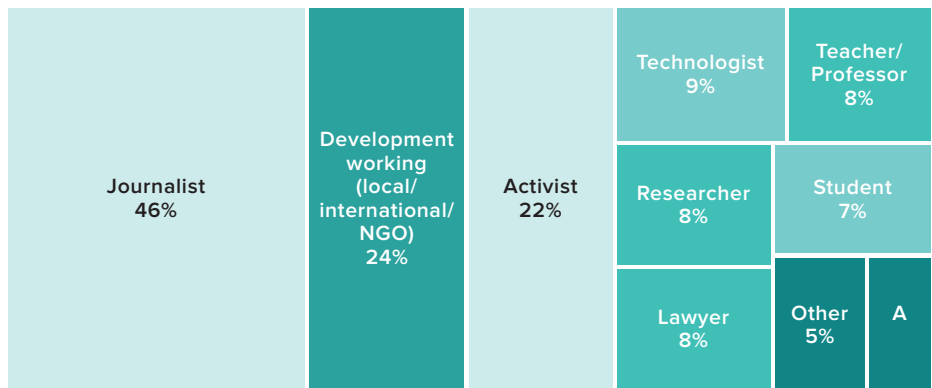 Journalist
46%
Development
working
(local/
international/
NGO)
24%
Activist
22%
Technologist
9%
Teacher/
Professor
8%
Researcher
8%
Student
7%
Lawyer
8%
Other
5%
A